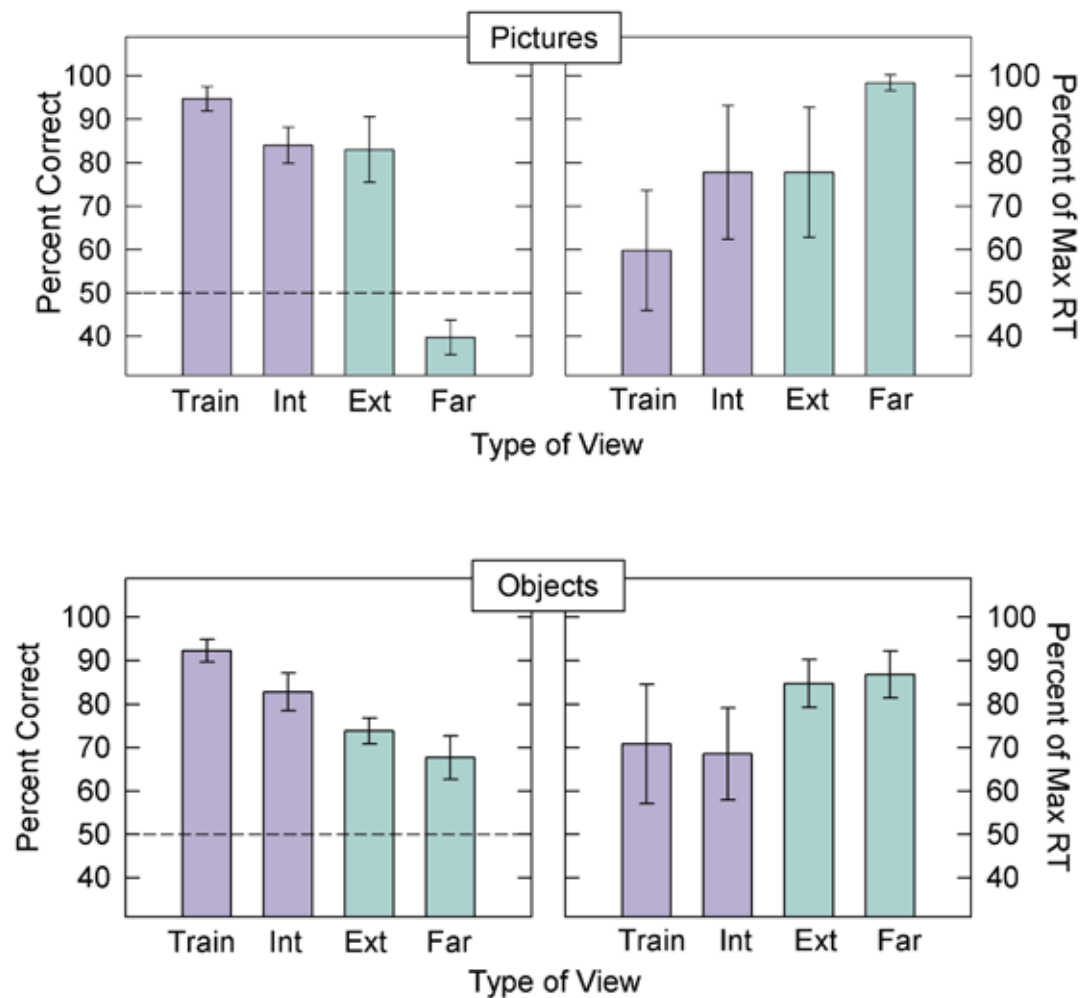 Pictures
Percent Correct
100
90
80
70
60
50
40
Train Int Ext Far
100
90
80
70
60
50
40
Percent of Max RT
Train Int Ext Far
Type of View
Objects
Percent Correct
100
90
80
70
60
50
40
Train Int Ext Far
100
90
80
70
60
50
40
Percent of Max RT
Train Int Ext Far
Type of View